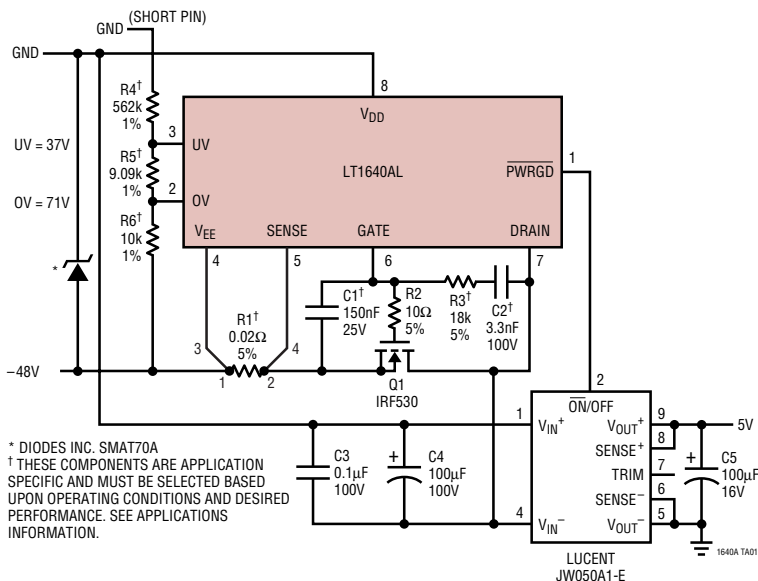 (SHORT PIN)
GND
GND
8
R4†
562k
1%
VDD
UV = 37V
3
UV
R5†
9.09k
1%
LT1640AL
PWRGD
1
OV = 71V
2
OV
R6†
10k
1%
VEE
SENSE
GATE
DRAIN
4
5
6
7
*
R1†
0.02Ω
5%
C1†
150nF
25V
R2
10Ω
5%
R3†
18k
5%
C2†
3.3nF
100V
3
4
–48V
1
2
Q1
IRF530
2
ON/OFF
1
VIN+
VOUT+
9
5V
SENSE+
8
TRIM
7
SENSE–
6
4
VIN–
VOUT–
5
+
C5
100µF
16V
C3
0.1µF
100V
+
C4
100µF
100V
* DIODES INC. SMAT70A
† THESE COMPONENTS ARE APPLICATION
SPECIFIC AND MUST BE SELECTED BASED
UPON OPERATING CONDITIONS AND DESIRED
PERFORMANCE. SEE APPLICATIONS
INFORMATION.
LUCENT
JW050A1-E
1640A TA01